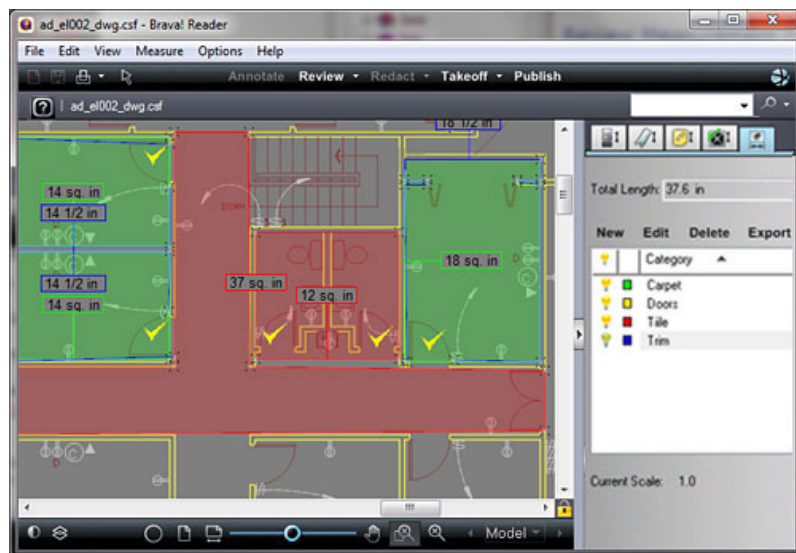 ad_el002_dwg.csf - Brava! Reader
File Edit View Measure Options Help
Annotate Review Redact Takeoff Publish
? ad_el002_dwg.csf
18 1/2 in
14 sq. in
14 1/2 in
DOWN
18 sq. in
37 sq. in
12 sq. in
14 1/2 in
14 sq. in
D
D
C
C
C
D
C
D
Total Length: 37.6 in
New Edit Delete Export
Category
Carpet
Doors
Tile
Trim
Current Scale: 1.0
Model